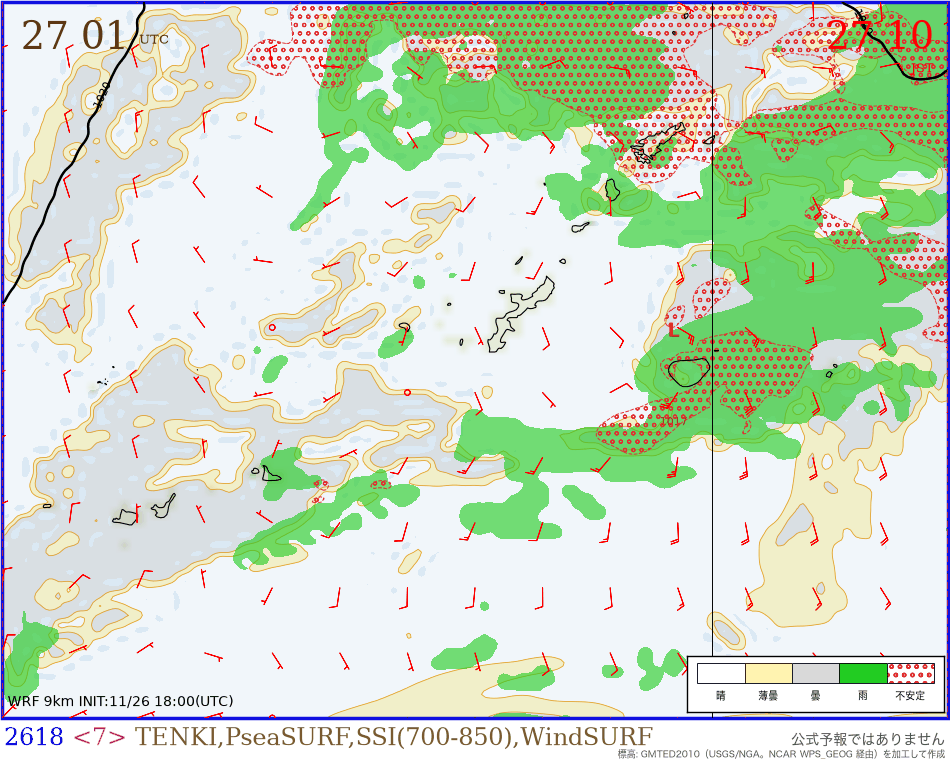 27 01 UTC
27 10
1020
L
1017
WRF 9km INIT:11/26 18:00(UTC)
晴 薄曇 曇 雨 不安定
2618 <7> TENKI,PseaSURF,SSI(700-850),WindSURF
公式予報ではありません
標高: GMTED2010（USGS/NGA。NCAR WPS_GEOG 経由）を加工して作成